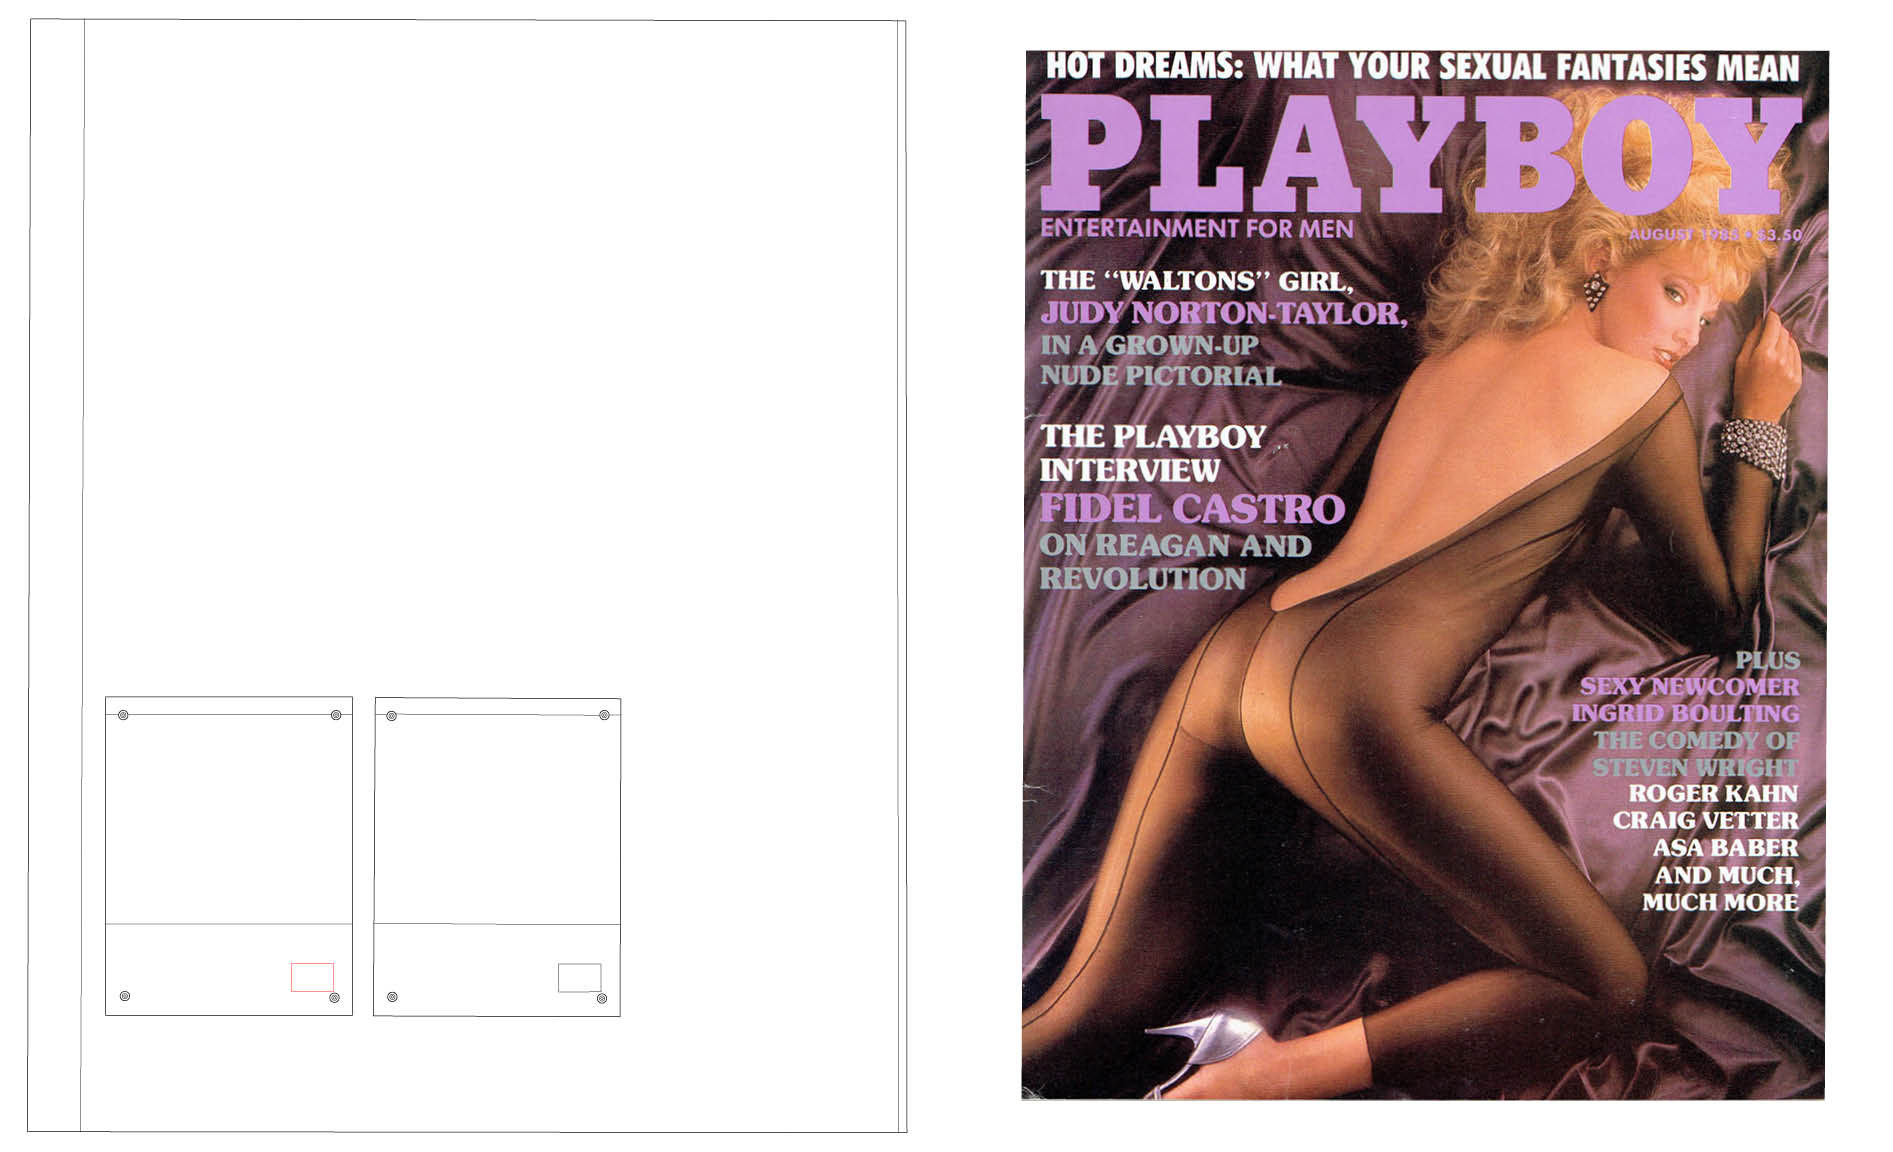 HOT DREAMS: WHAT YOUR SEXUAL FANTASIES MEAN
PLAYBOY
ENTERTAINMENT FOR MEN
AUGUST 1985 • $3.50
THE “WALTONS” GIRL,
JUDY NORTON-TAYLOR,
IN A GROWN-UP
NUDE PICTORIAL
THE PLAYBOY
INTERVIEW
FIDEL CASTRO
ON REAGAN AND
REVOLUTION
PLUS
SEXY NEWCOMER
INGRID BOULTING
THE COMEDY OF
STEVEN WRIGHT
ROGER KAHN
CRAIG VETTER
ASA BABER
AND MUCH,
MUCH MORE